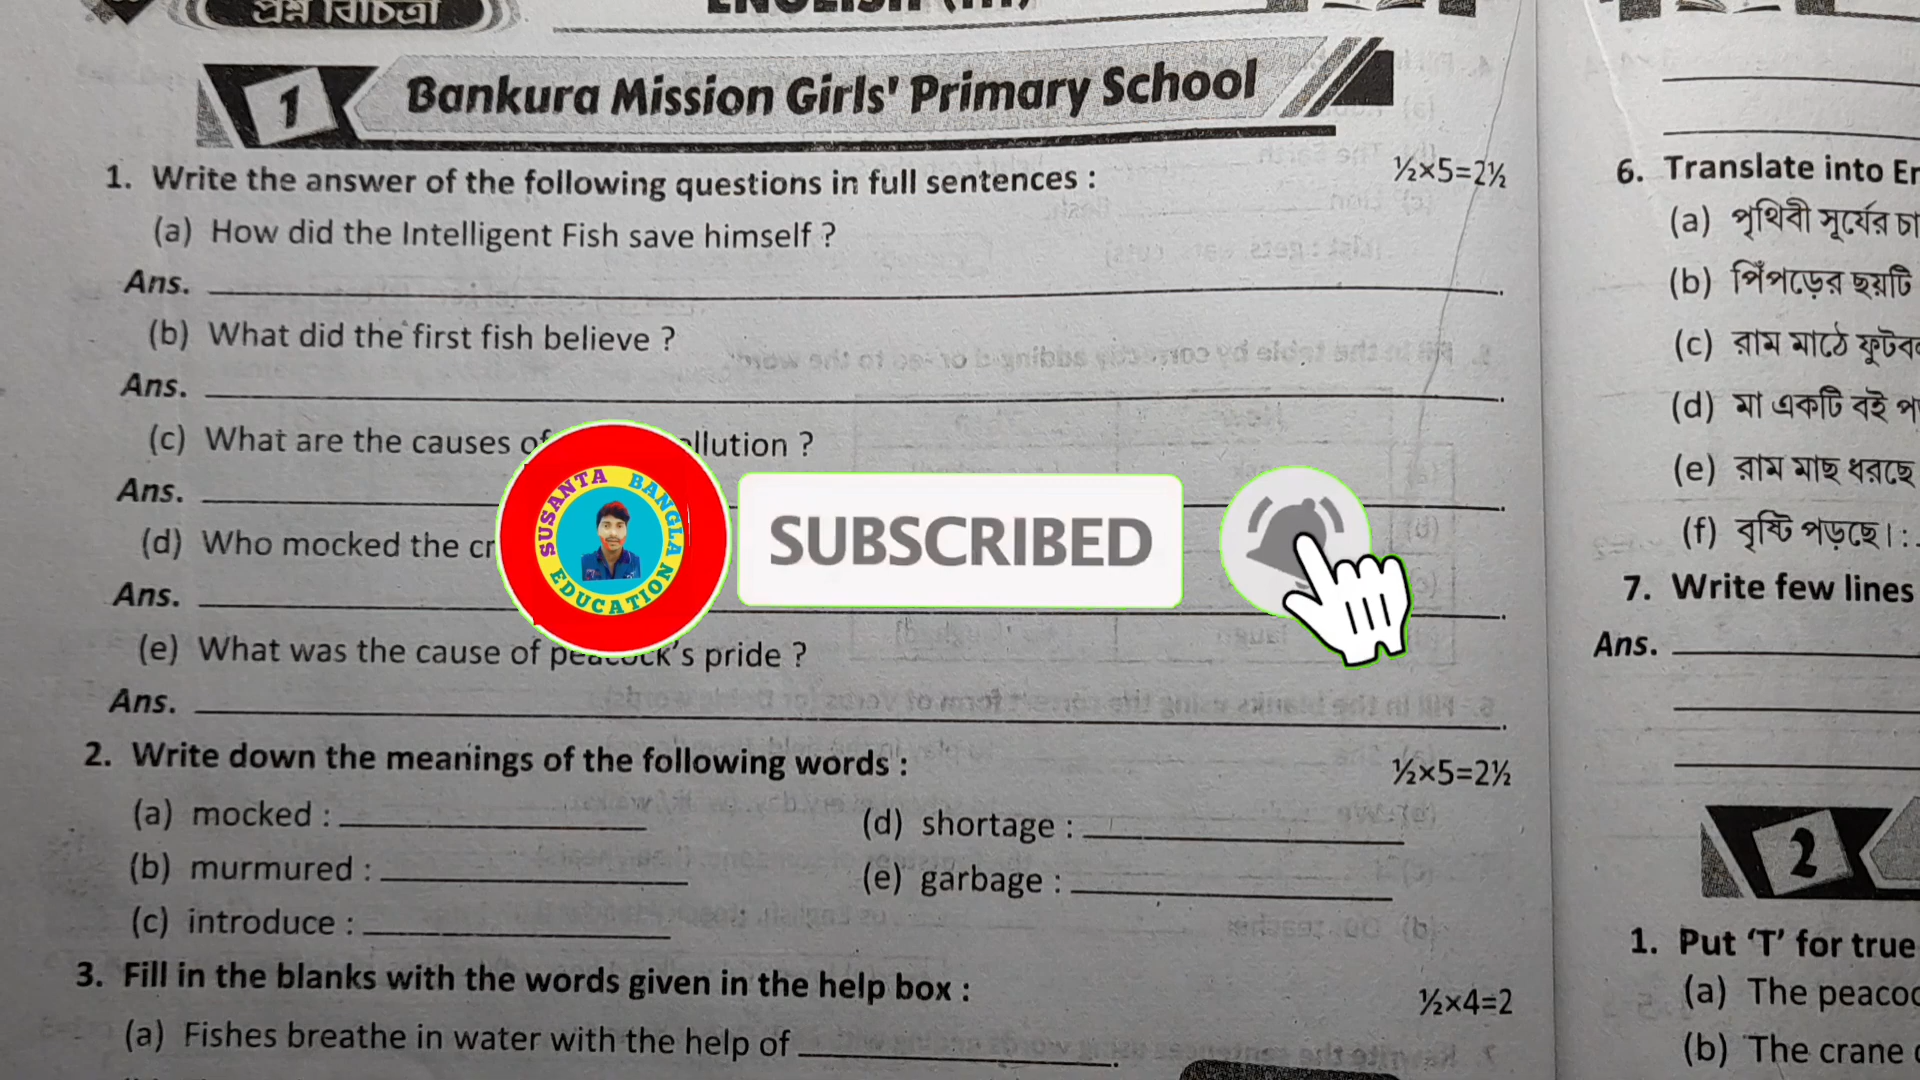 প্রশ্ন বিচিত্রা
1 Bankura Mission Girls' Primary School
1. Write the answer of the following questions in full sentences : ½×5=2½
(a) How did the Intelligent Fish save himself ?
Ans.
(b) What did the first fish believe ?
Ans.
(c) What are the causes of llution ?
Ans.
(d) Who mocked the cr
Ans.
(e) What was the cause of peacock's pride ?
Ans.
2. Write down the meanings of the following words : ½×5=2½
(a) mocked : (d) shortage :
(b) murmured : (e) garbage :
(c) introduce :
3. Fill in the blanks with the words given in the help box : ½×4=2
(a) Fishes breathe in water with the help of
SUSANTA BANGLA EDUCATION
SUBSCRIBED
6. Translate into En
(a) পৃথিবী সূর্যের চা
(b) পিঁপড়ের ছয়টি
(c) রাম মাঠে ফুটব
(d) মা একটি বই প
(e) রাম মাছ ধরছে
(f) বৃষ্টি পড়ছে। :
7. Write few lines
Ans.
2
1. Put 'T' for true
(a) The peacoc
(b) The crane